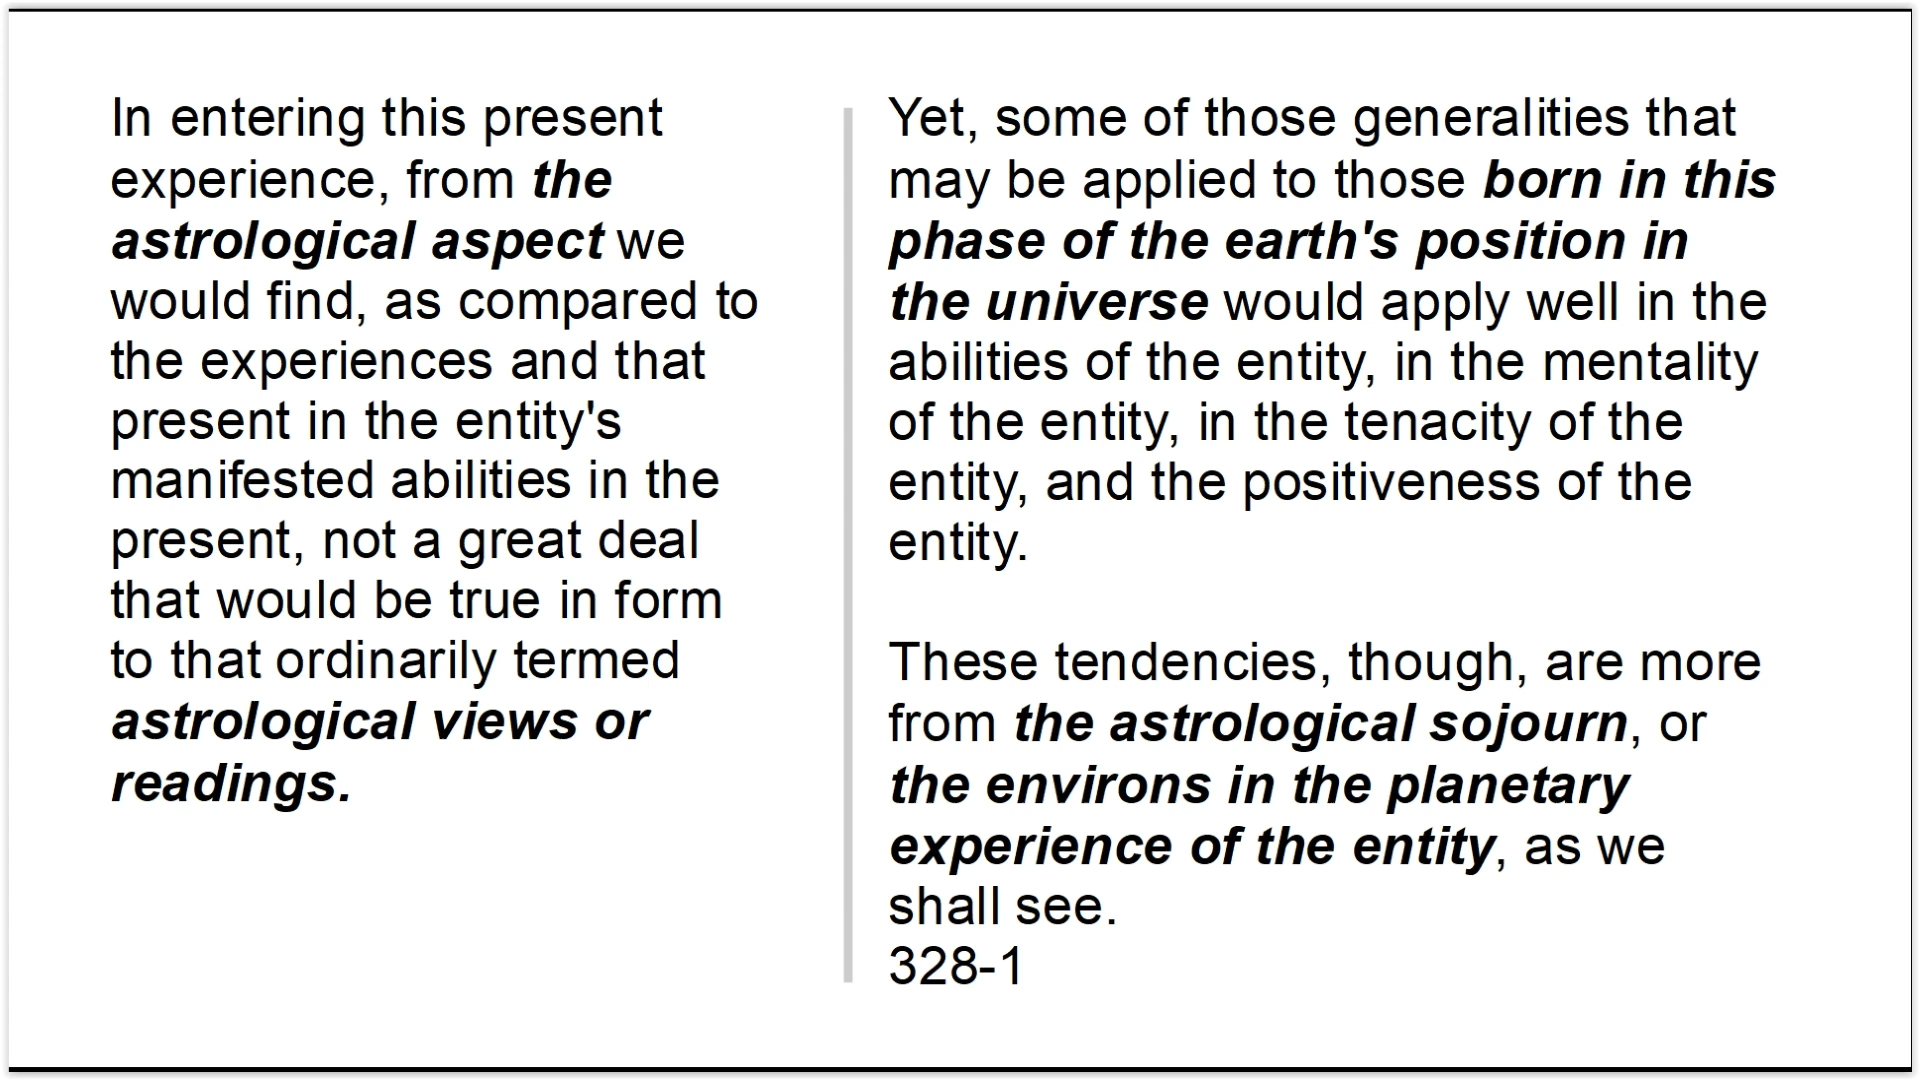 In entering this present
experience, from the
astrological aspect we
would find, as compared to
the experiences and that
present in the entity's
manifested abilities in the
present, not a great deal
that would be true in form
to that ordinarily termed
astrological views or
readings.
Yet, some of those generalities that
may be applied to those born in this
phase of the earth's position in
the universe would apply well in the
abilities of the entity, in the mentality
of the entity, in the tenacity of the
entity, and the positiveness of the
entity.
These tendencies, though, are more
from the astrological sojourn, or
the environs in the planetary
experience of the entity, as we
shall see.
328-1